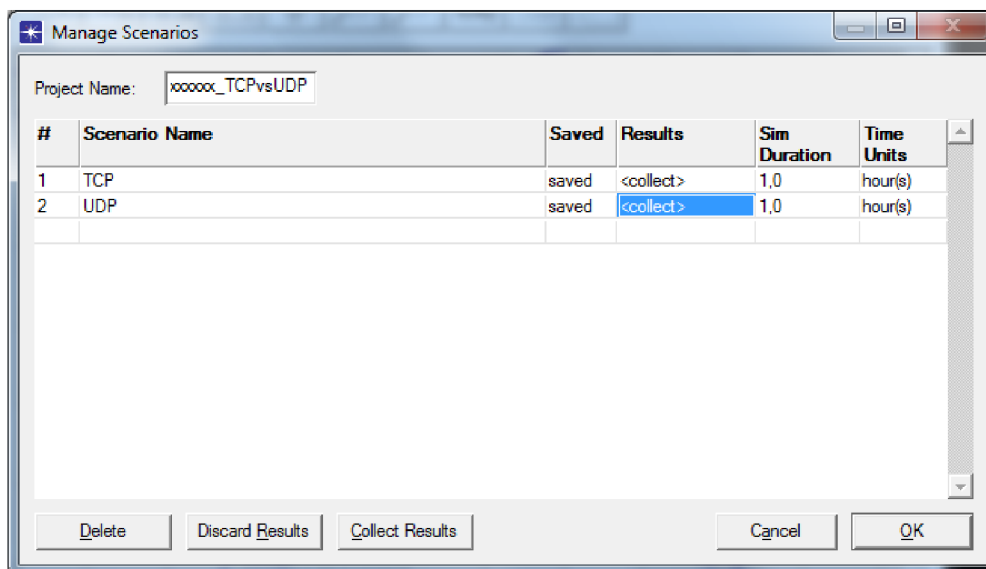 Manage Scenarios
Project Name: xxxxxx_TCPvsUDP
# Scenario Name Saved Results Sim Duration Time Units
1 TCP saved <collect> 1,0 hour(s)
2 UDP saved <collect> 1,0 hour(s)
Delete Discard Results Collect Results Cancel OK